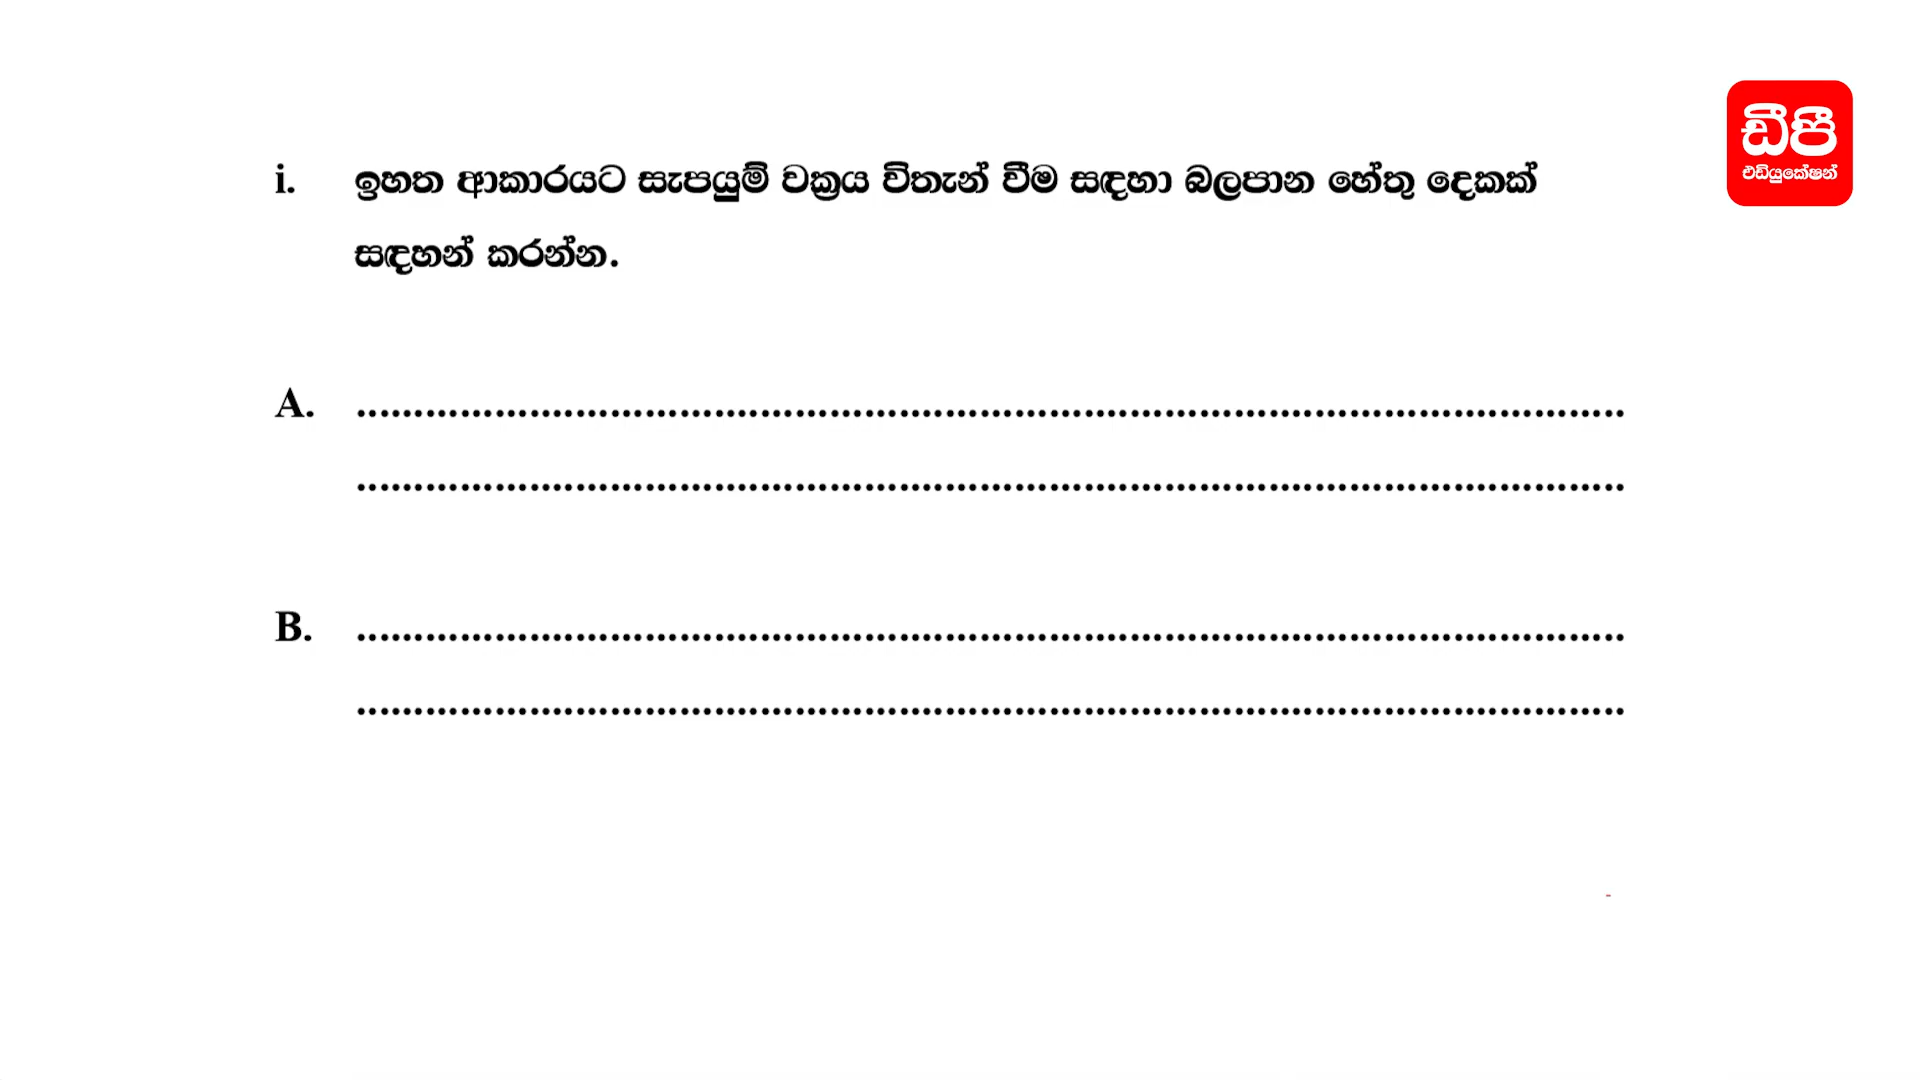 ඩීපී
එඩියුකේෂන්
i. ඉහත ආකාරයට සැපයුම් වක්‍රය විතැන් වීම සඳහා බලපාන හේතු දෙකක්
සඳහන් කරන්න.
A. ..............................................................................................................
..............................................................................................................
B. ..............................................................................................................
..............................................................................................................